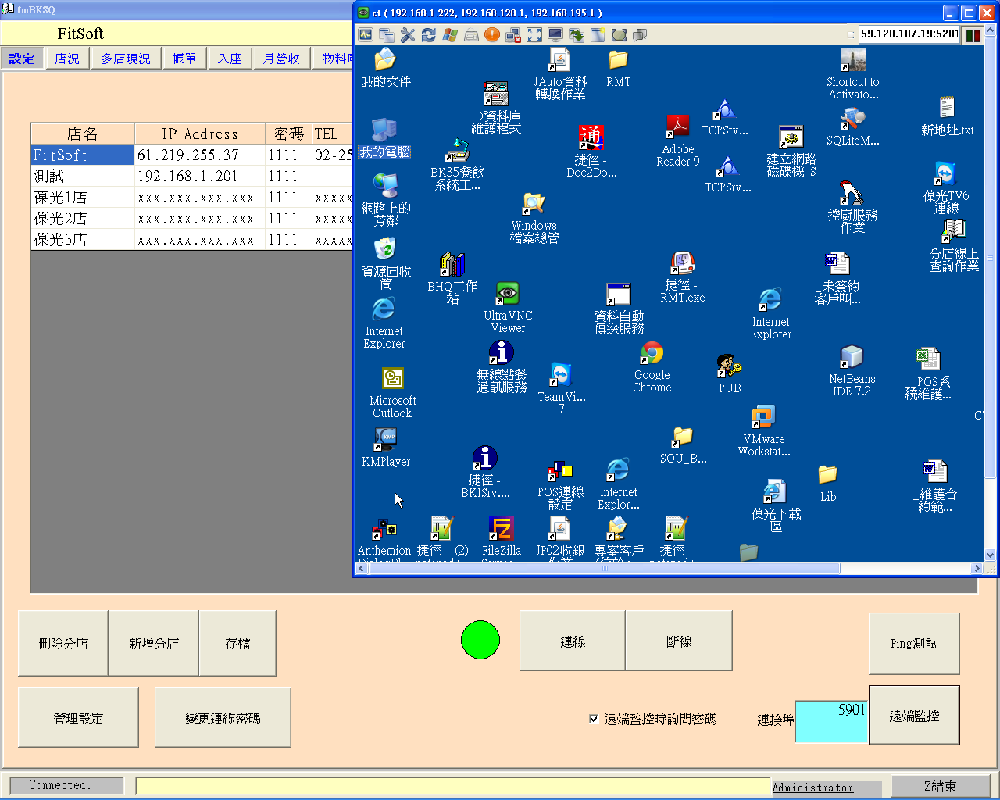 fmBKSQ
FitSoft
設定 店況 多店現況 帳單 入座 月營收
店名 IP Address 密碼 TEL
FitSoft 61.219.255.37 1111 02-25
測試 192.168.1.201 1111
葆光1店 xxx.xxx.xxx.xxx 1111 xxxxx
葆光2店 xxx.xxx.xxx.xxx 1111 xxxxx
葆光3店 xxx.xxx.xxx.xxx 1111 xxxxx
ct ( 192.168.1.222, 192.168.128.1, 192.168.195.1 )
59.120.107.19:5201
我的文件
ID資料庫
維護程式
JAuto資料
轉換作業
RMT
Shortcut to
Activato...
我的電腦
BK35餐飲
系統工...
捷徑 -
Doc2Do...
Adobe
Reader 9
TCPSrv...
TCPSrv...
建立網路
磁碟機_S
SQLiteM...
新地址.txt
網路上的
芳鄰
Windows
檔案總管
控廚服務
作業
葆光TV6
連線
資源回收
筒
BHQ工作
站
捷徑 -
RMT.exe
_未簽約
客戶叫...
分店線上
查詢作業
Internet
Explorer
UltraVNC
Viewer
資料自動
傳送服務
Internet
Explorer
Microsoft
Outlook
無線點餐
通訊服務
TeamVi...
7
Google
Chrome
PUB
NetBeans
IDE 7.2
_POS系
統維護...
KMPlayer
捷徑 -
BKISrv....
POS連線
設定
Internet
Explor...
SOU_B...
VMware
Workstat...
葆光下載
區
Lib
_維護合
約範...
Anthemion
捷徑 - (2)
FileZilla
JP02收銀
專案客戶
捷徑 -
刪除分店 新增分店 存檔 連線 斷線 Ping測試
管理設定 變更連線密碼 遠端監控時詢問密碼 連接埠 5901 遠端監控
Connected. Administrator Z結束